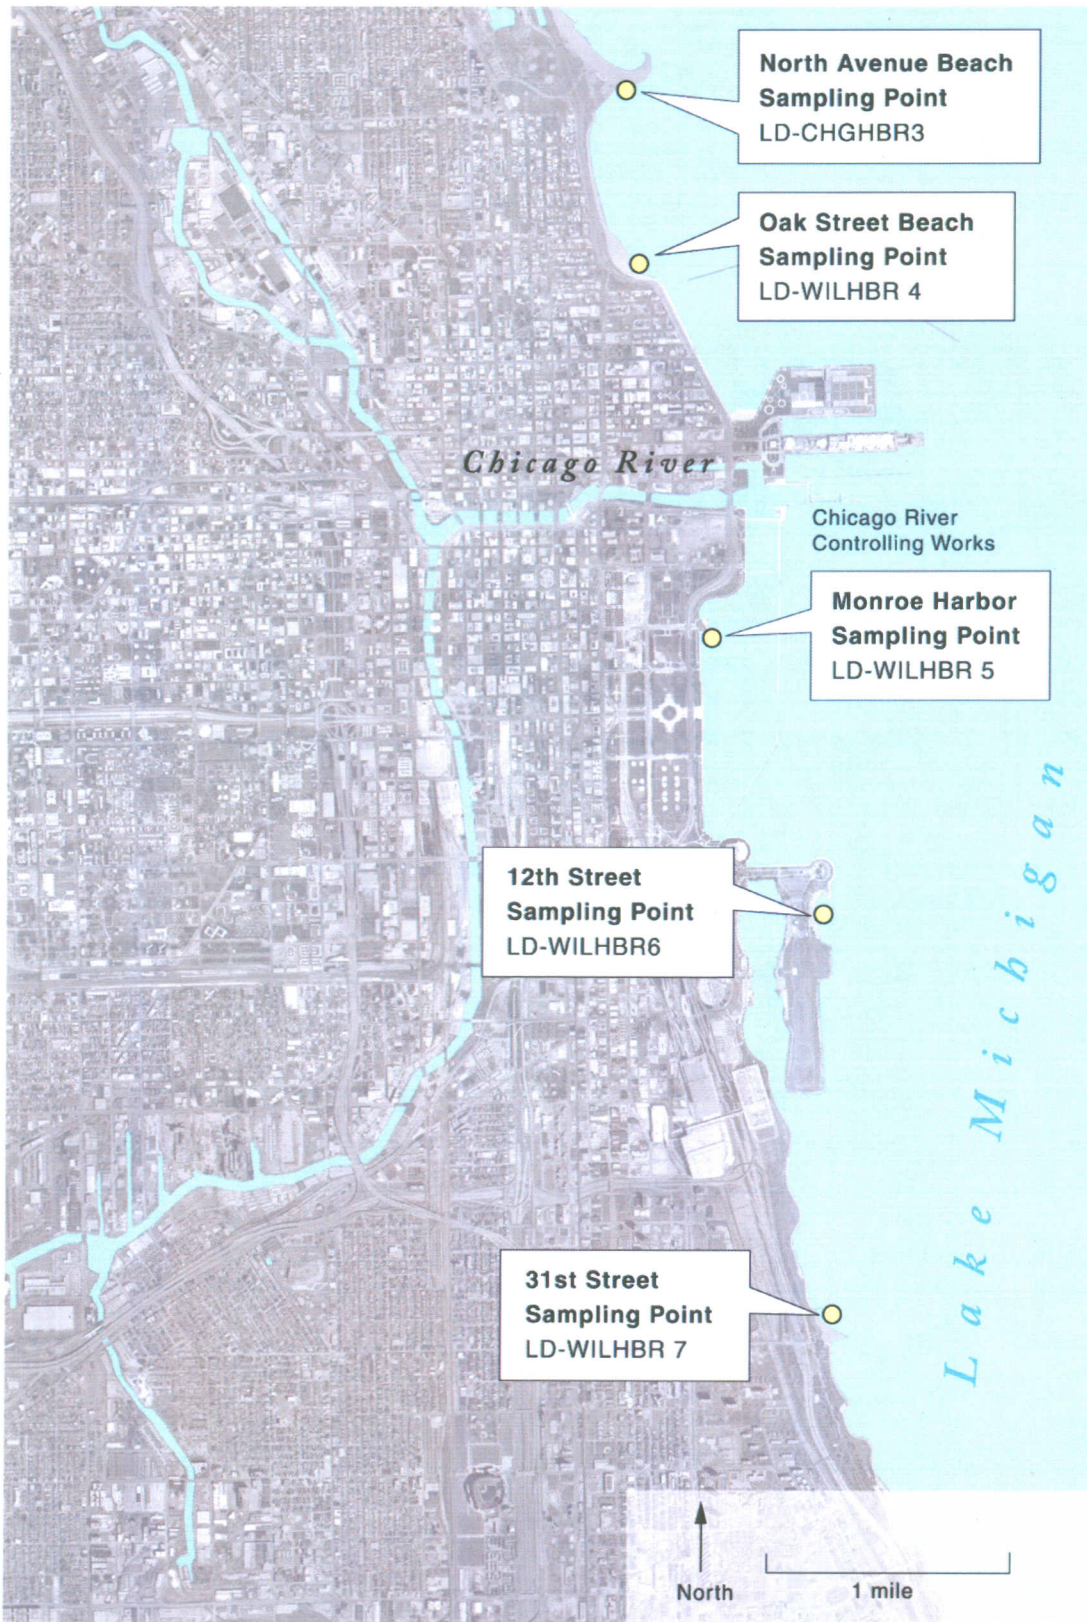 North Avenue Beach
Sampling Point
LD-CHGHBR3
Oak Street Beach
Sampling Point
LD-WILHBR 4
Chicago River
Chicago River
Controlling Works
Monroe Harbor
Sampling Point
LD-WILHBR 5
12th Street
Sampling Point
LD-WILHBR6
Lake Michigan
31st Street
Sampling Point
LD-WILHBR 7
North
1 mile